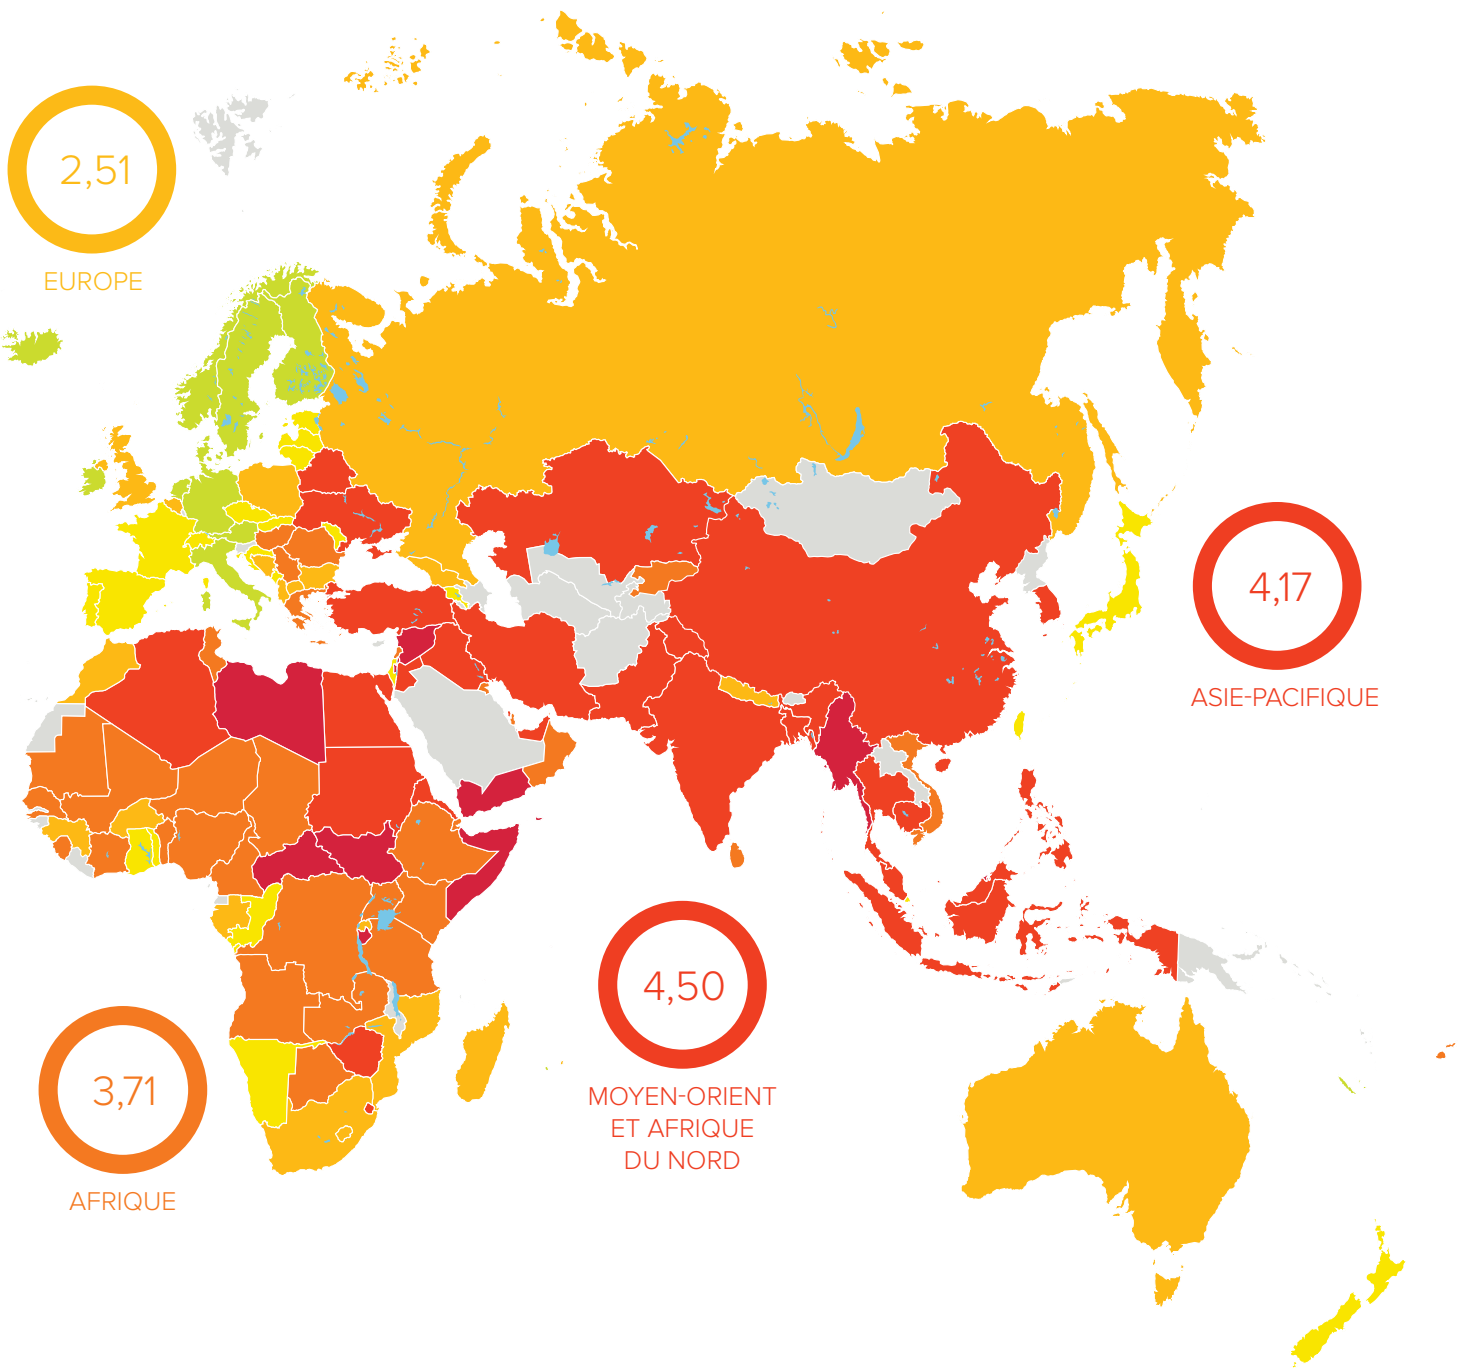 2,51
EUROPE
4,17
ASIE-PACIFIQUE
4,50
MOYEN-ORIENT
ET AFRIQUE
DU NORD
3,71
AFRIQUE